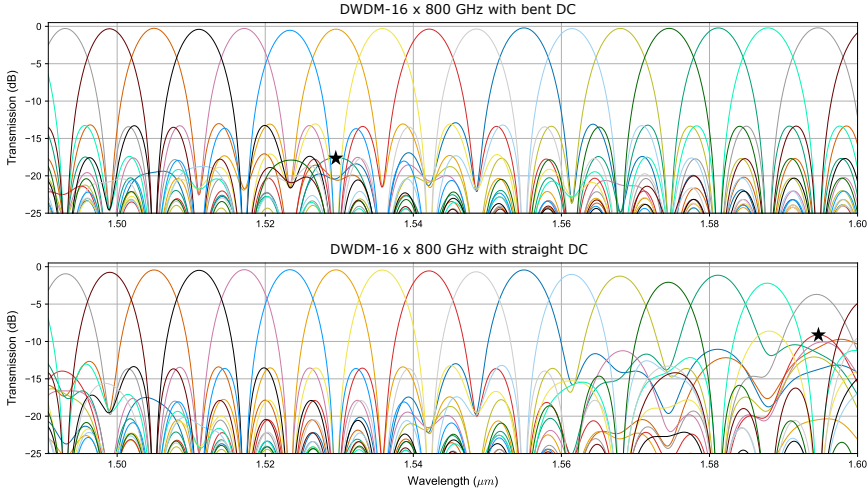 DWDM-16 x 800 GHz with bent DC
0
−5
−10
−15
−20
−25
Transmission (dB)
1.50 1.52 1.54 1.56 1.58 1.60
DWDM-16 x 800 GHz with straight DC
0
−5
−10
−15
−20
−25
Transmission (dB)
1.50 1.52 1.54 1.56 1.58 1.60
Wavelength (μm)